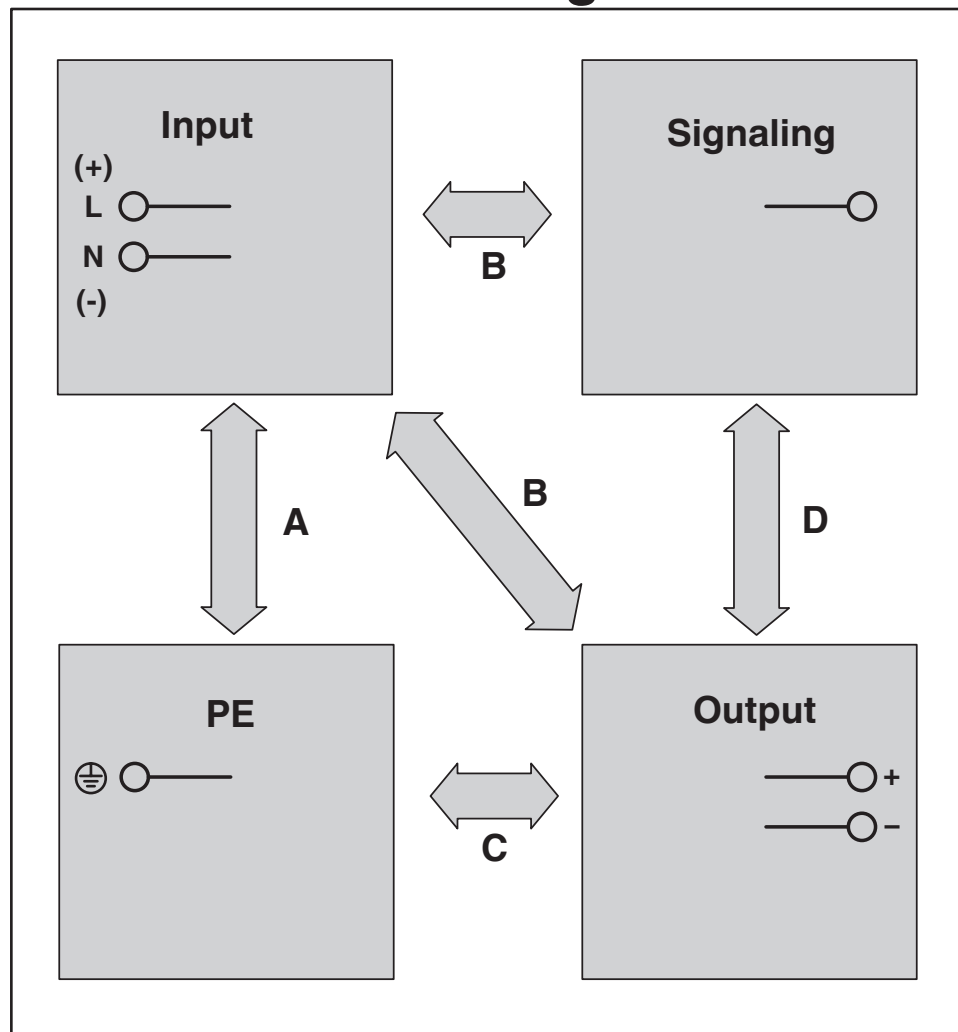 Input
(+)
L
N
(-)
Signaling
B
A
B
D
PE
Output
+
–
C